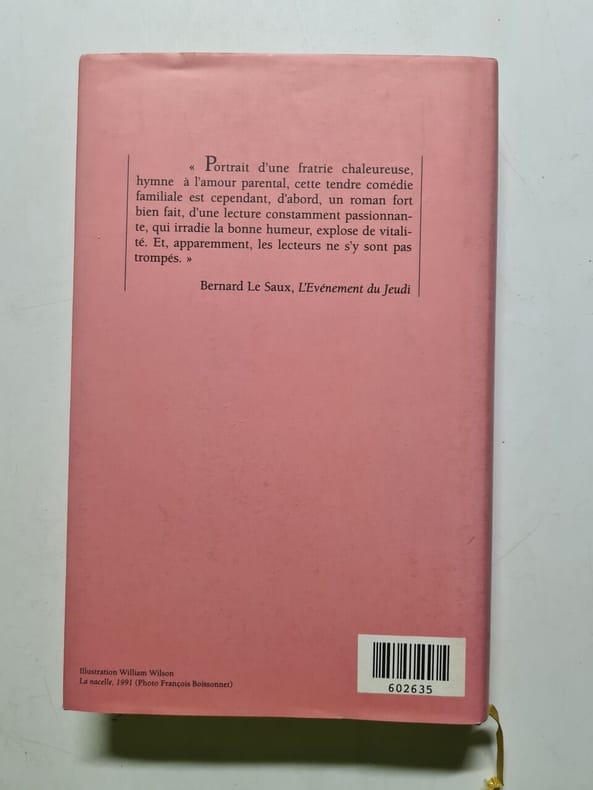 « Portrait d'une fratrie chaleureuse,
hymne à l'amour parental, cette tendre comédie
familiale est cependant, d'abord, un roman fort
bien fait, d'une lecture constamment passionnan-
te, qui irradie la bonne humeur, explose de vitali-
té. Et, apparemment, les lecteurs ne s'y sont pas
trompés. »
Bernard Le Saux, L'Evénement du Jeudi
Illustration William Wilson
La nacelle, 1991 (Photo François Boissonnet)
602635